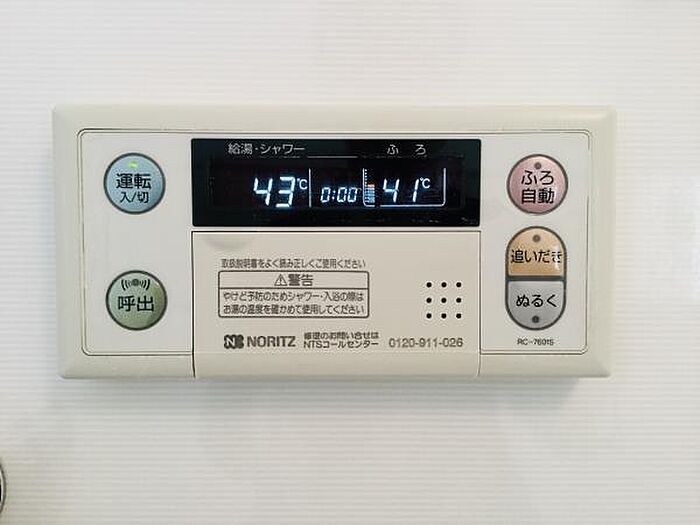 給湯・シャワー
ふろ
43℃
0:00
41℃
運転
入/切
呼出
ふろ
自動
追いだき
ぬるく
取扱説明書をよく読み正しくご使用ください
⚠警告
やけど予防のためシャワー・入浴の際は
お湯の温度を確かめて使用してください
NORITZ
修理のお問い合せは
NTSコールセンター
0120-911-026
RC-7601S